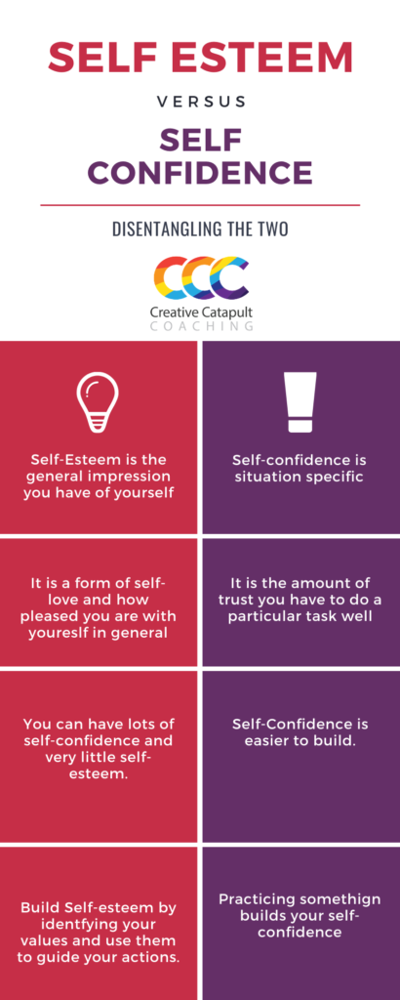 SELF ESTEEM
VERSUS
SELF
CONFIDENCE
DISENTANGLING THE TWO
CCC
Creative Catapult
COACHING
Self-Esteem is the
general impression
you have of yourself
Self-confidence is
situation specific
It is a form of self-
love and how
pleased you are with
youreslf in general
It is the amount of
trust you have to do a
particular task well
You can have lots of
self-confidence and
very little self-
esteem.
Self-Confidence is
easier to build.
Build Self-esteem by
identfying your
values and use them
to guide your actions.
Practicing somethign
builds your self-
confidence